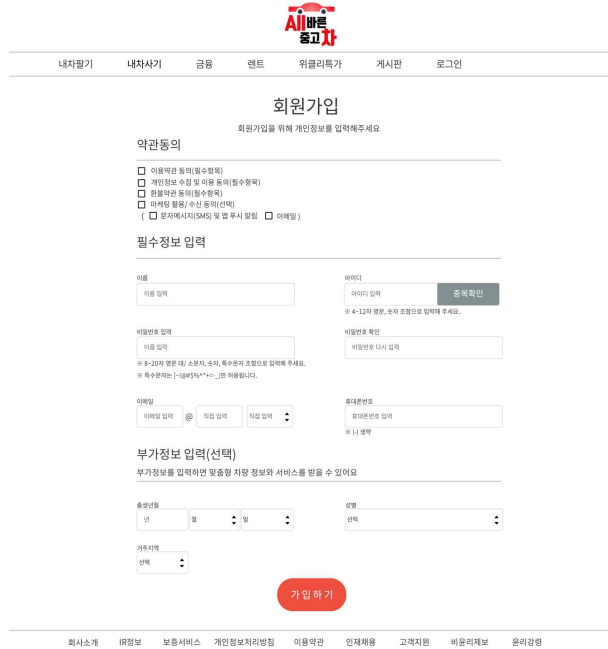 All바른
중고차
내차팔기 내차사기 금융 렌트 위클리특가 게시판 로그인
회원가입
회원가입을 위해 개인정보를 입력해주세요
약관동의
이용약관 동의(필수항목)
개인정보 수집 및 이용 동의(필수항목)
환불약관 동의(필수항목)
마케팅 활용/ 수신 동의(선택)
( 문자메시지(SMS) 및 앱 푸시 알림 이메일 )
필수정보 입력
이름 아이디
이름 입력 아이디 입력 중복확인
※ 4~12자 영문, 숫자 조합으로 입력해 주세요.
비밀번호 입력 비밀번호 확인
이름 입력 비밀번호 다시 입력
※ 8~20자 영문 대/ 소문자, 숫자, 특수문자 조합으로 입력해 주세요.
※ 특수문자는 [~!@#$%^*+=-_]만 허용됩니다.
이메일 휴대폰번호
이메일 입력 @ 직접 입력 직접 입력 휴대폰번호 입력
※ (-) 생략
부가정보 입력(선택)
부가정보를 입력하면 맞춤형 차량 정보와 서비스를 받을 수 있어요
출생년월 성별
년 월 일 선택
거주지역
선택
가입하기
회사소개 IR정보 보증서비스 개인정보처리방침 이용약관 인재채용 고객지원 비윤리제보 윤리강령